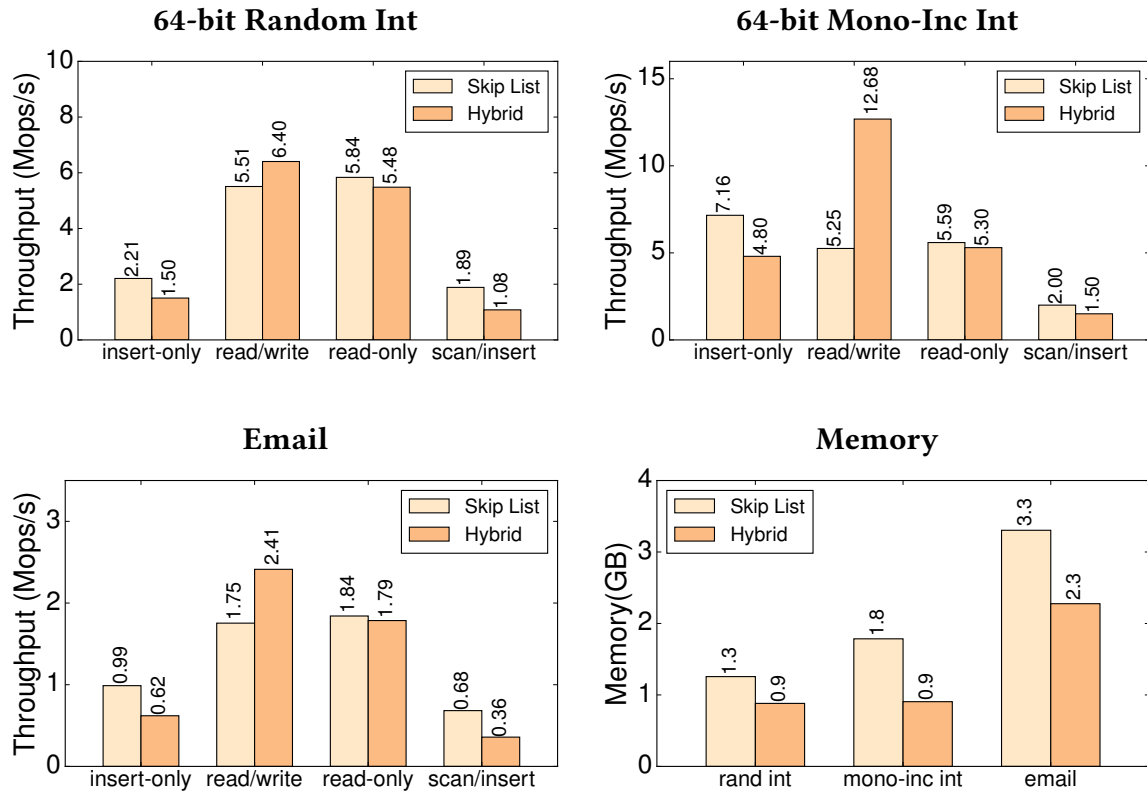 64-bit Random Int
Throughput (Mops/s)
10
8
6
4
2
0
Skip List
Hybrid
2.21
1.50
5.51
6.40
5.84
5.48
1.89
1.08
insert-only read/write read-only scan/insert
64-bit Mono-Inc Int
Throughput (Mops/s)
15
10
5
0
Skip List
Hybrid
7.16
4.80
5.25
12.68
5.59
5.30
2.00
1.50
insert-only read/write read-only scan/insert
Email
Throughput (Mops/s)
3
2
1
0
Skip List
Hybrid
0.99
0.62
1.75
2.41
1.84
1.79
0.68
0.36
insert-only read/write read-only scan/insert
Memory
Memory(GB)
4
3
2
1
0
Skip List
Hybrid
1.3
0.9
1.8
0.9
3.3
2.3
rand int mono-inc int email